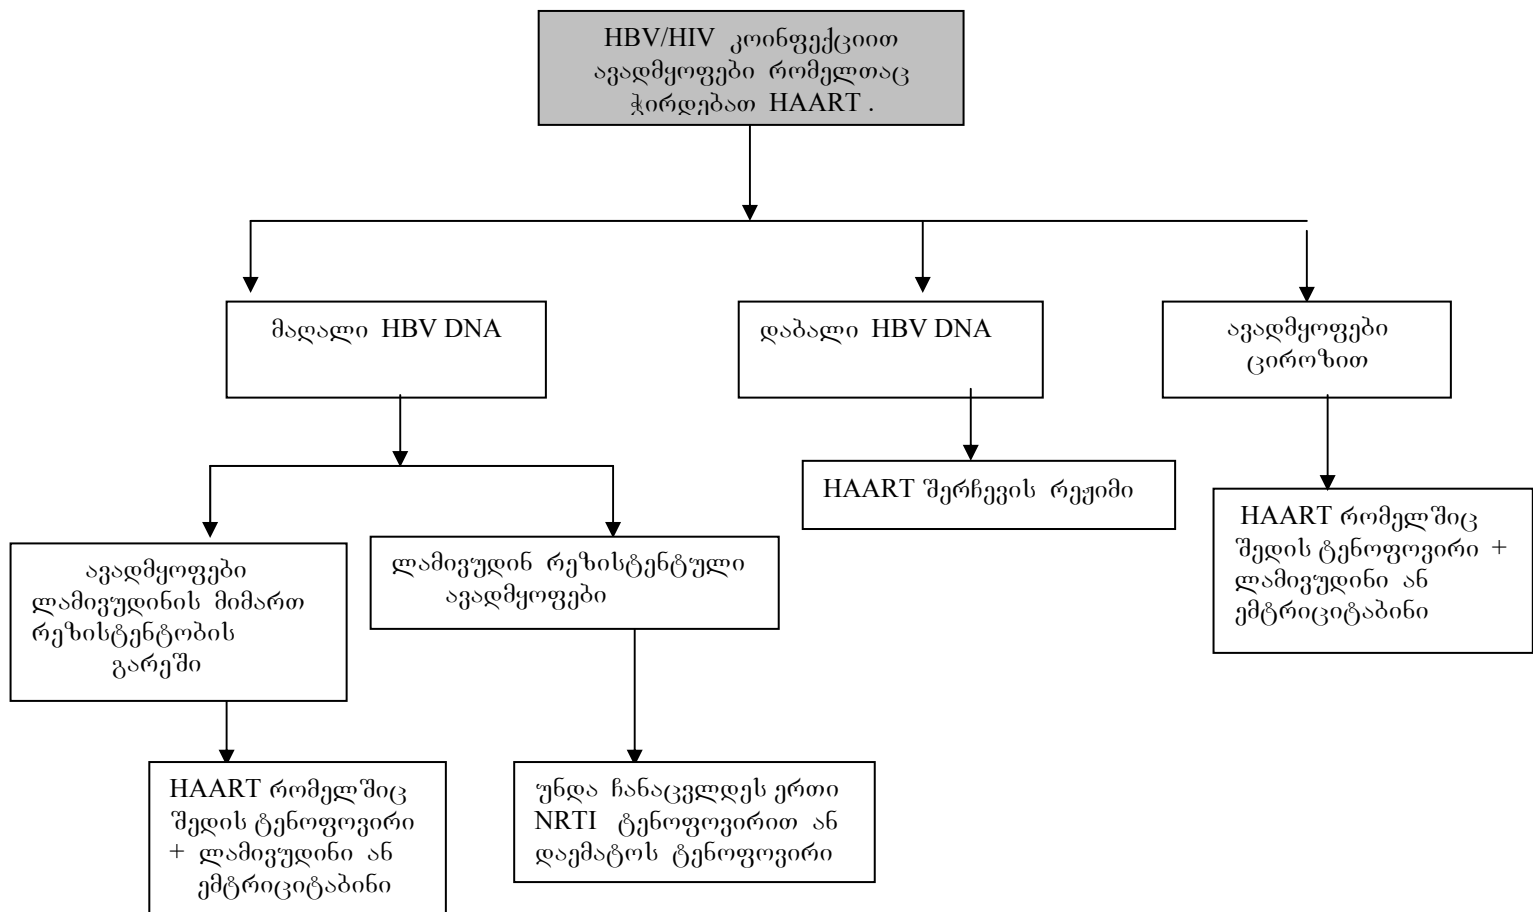 HBV/HIV კოინფექციით
ავადმყოფები რომელთაც
ჭირდებათ HAART .
მაღალი HBV DNA
დაბალი HBV DNA
ავადმყოფები
ციროზით
HAART შერჩევის რეჟიმი
HAART რომელშიც
შედის ტენოფოვირი +
ლამივუდინი ან
ემტრიციტაბინი
ავადმყოფები
ლამივუდინის მიმართ
რეზისტენტობის
გარეში
ლამივუდინ რეზისტენტული
ავადმყოფები
HAART რომელშიც
შედის ტენოფოვირი
+ ლამივუდინი ან
ემტრიციტაბინი
უნდა ჩანაცვლდეს ერთი
NRTI ტენოფოვირით ან
დაემატოს ტენოფოვირი